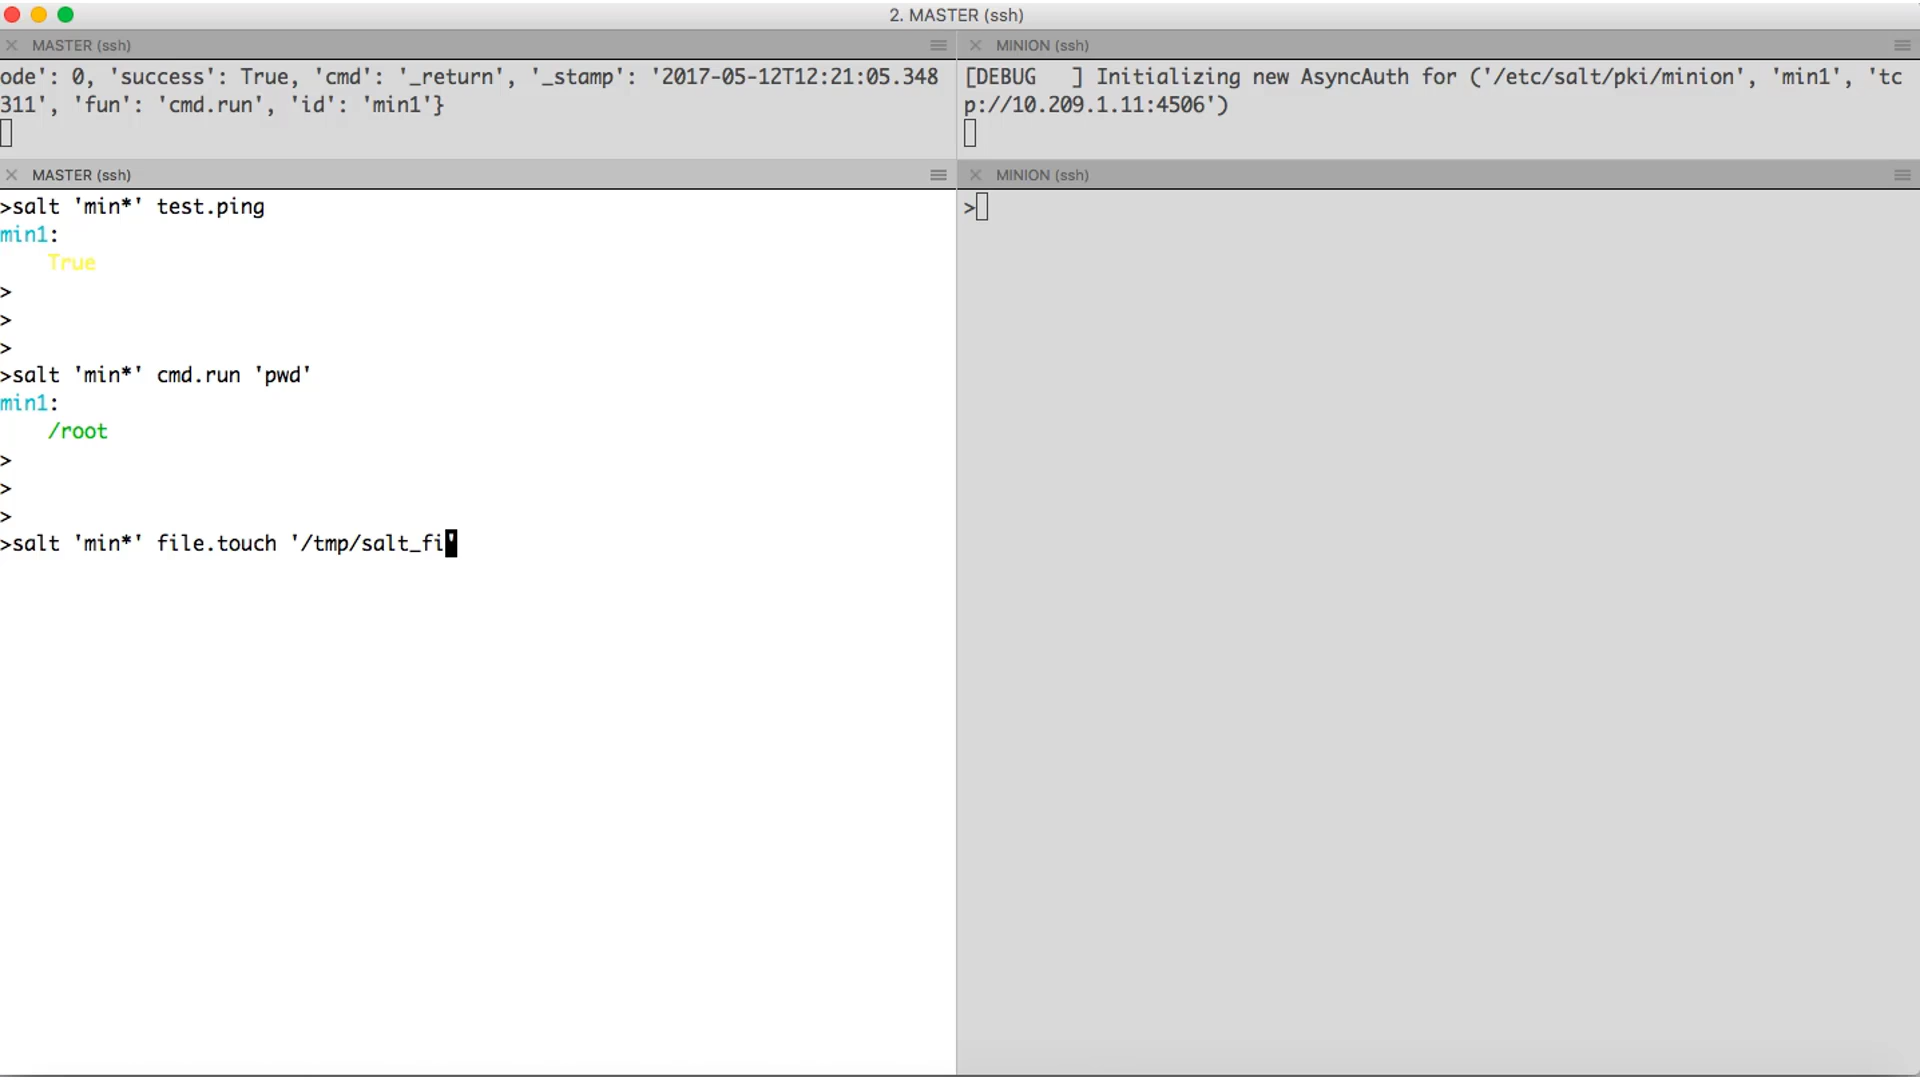 2. MASTER (ssh)
MASTER (ssh)
ode': 0, 'success': True, 'cmd': '_return', '_stamp': '2017-05-12T12:21:05.348
311', 'fun': 'cmd.run', 'id': 'min1'}
MINION (ssh)
[DEBUG   ] Initializing new AsyncAuth for ('/etc/salt/pki/minion', 'min1', 'tc
p://10.209.1.11:4506')
MASTER (ssh)
>salt 'min*' test.ping
min1:
    True
>
>
>
>salt 'min*' cmd.run 'pwd'
min1:
    /root
>
>
>
>salt 'min*' file.touch '/tmp/salt_fi'
MINION (ssh)
>